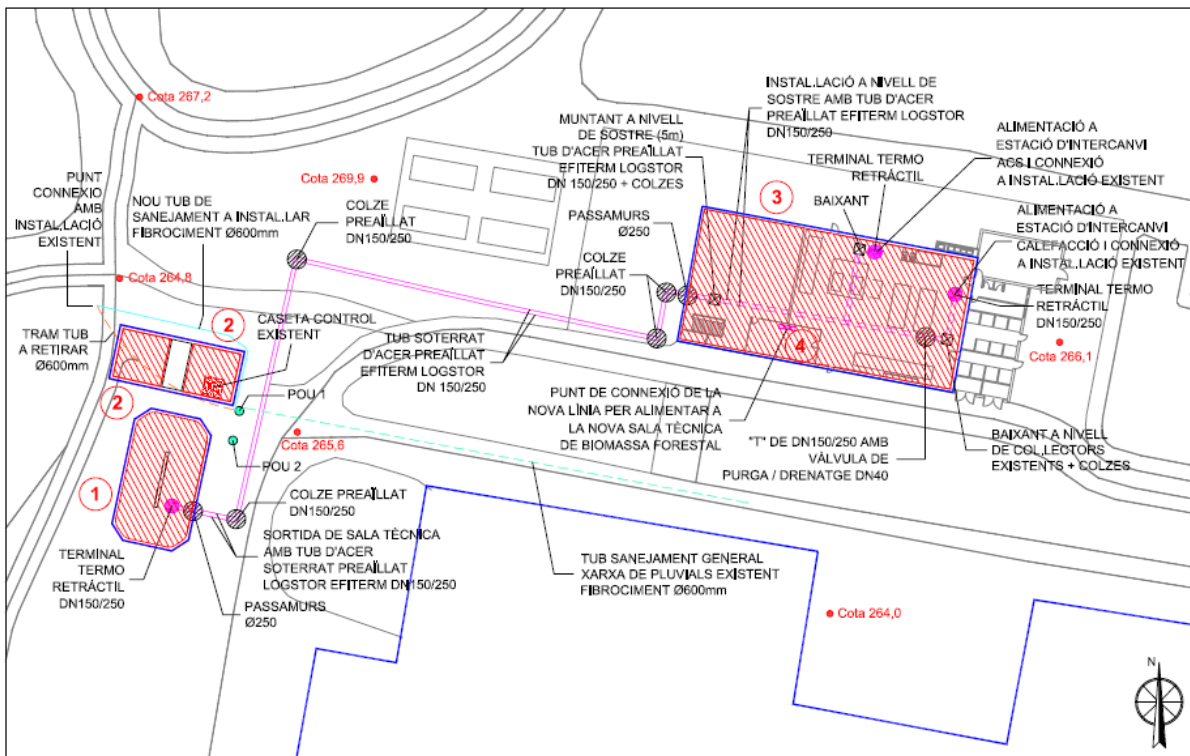 Cota 267,2
PUNT
CONNEXIO
AMB
INSTAL.LACIÓ
EXISTENT
NOU TUB DE
SANEJAMENT A INSTAL.LAR
FIBROCIMENT Ø600mm
Cota 269,9
COLZE
PREAÏLLAT
DN150/250
MUNTANT A NIVELL
DE SOSTRE (5m)
TUB D'ACER PREAÏLLAT
EFITERM LOGSTOR
DN 150/250 + COLZES
INSTAL.LACIÓ A NIVELL DE
SOSTRE AMB TUB D'ACER
PREAÏLLAT EFITERM LOGSTOR
DN150/250
TERMINAL TERMO
RETRÀCTIL
ALIMENTACIÓ A
ESTACIÓ D'INTERCANVI
ACS I CONNEXIÓ
A INSTAL.LACIÓ EXISTENT
3
BAIXANT
PASSAMURS
Ø250
COLZE
PREAÏLLAT
DN150/250
ALIMENTACIÓ A
ESTACIÓ D'INTERCANVI
CALEFACCIÓ I CONNEXIÓ
A INSTAL.LACIÓ EXISTENT
TERMINAL TERMO
RETRÀCTIL
DN150/250
Cota 266,1
Cota 264,8
2
CASETA CONTROL
EXISTENT
TRAM TUB
A RETIRAR
Ø600mm
2
POU 1
TUB SOTERRAT
D'ACER PREAÏLLAT
EFITERM LOGSTOR
DN 150/250
4
PUNT DE CONNEXIÓ DE LA
NOVA LÍNIA PER ALIMENTAR A
LA NOVA SALA TÈCNICA
DE BIOMASSA FORESTAL
"T" DE DN150/250 AMB
VÀLVULA DE
PURGA / DRENATGE DN40
BAIXANT A NIVELL
DE COL.LECTORS
EXISTENTS + COLZES
Cota 265,6
POU 2
1
COLZE PREAÏLLAT
DN150/250
SORTIDA DE SALA TÈCNICA
AMB TUB D'ACER
SOTERRAT PREAÏLLAT
LOGSTOR EFITERM DN150/250
TERMINAL
TERMO
RETRÀCTIL
DN150/250
PASSAMURS
Ø250
TUB SANEJAMENT GENERAL
XARXA DE PLUVIALS EXISTENT
FIBROCIMENT Ø600mm
Cota 264,0
N